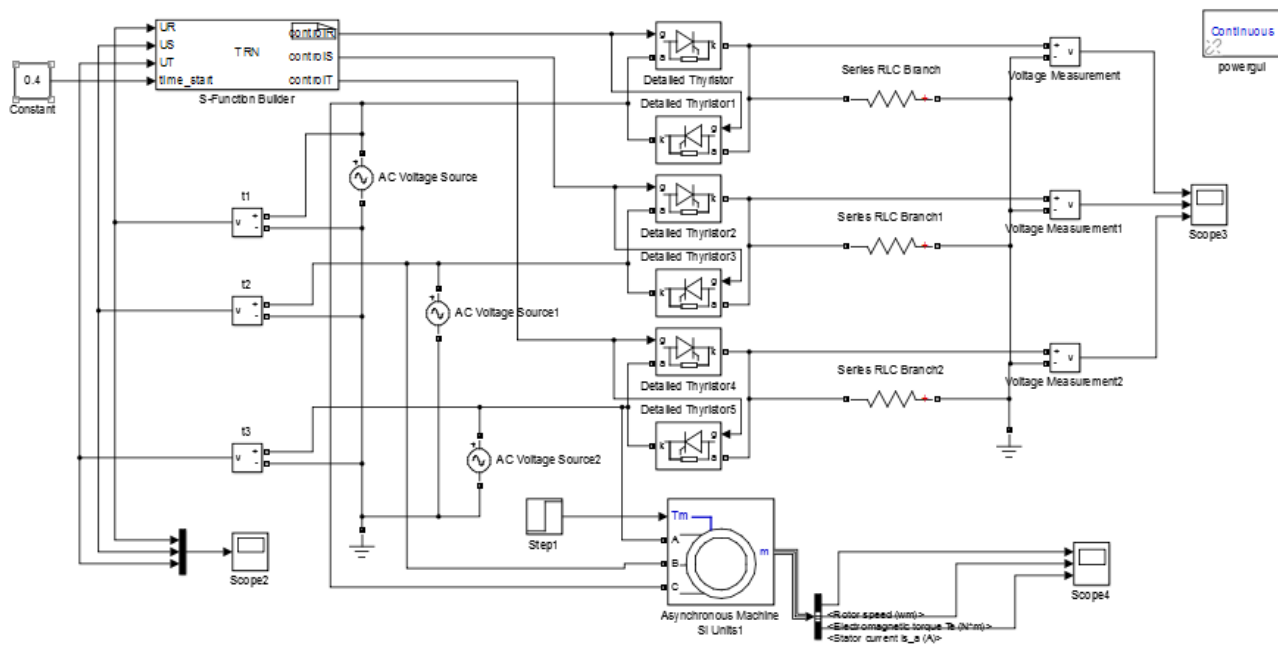 UR
US
UT
time_start
TRN
controlR
controlS
controlT
S-Function Builder
0.4
Constant
g
a
k
Detailed Thyristor
Detailed Thyristor1
k
g
a
Series RLC Branch
+
-
v
Voltage Measurement
Continuous
powergui
AC Voltage Source
t1
v
+
-
g
a
k
Detailed Thyristor2
Detailed Thyristor3
k
g
a
Series RLC Branch1
+
-
v
Voltage Measurement1
Scope3
t2
v
+
-
AC Voltage Source1
g
a
k
Detailed Thyristor4
Detailed Thyristor5
k
g
a
Series RLC Branch2
+
-
v
Voltage Measurement2
t3
v
+
-
AC Voltage Source2
Step1
Tm
A
B
C
m
Asynchronous Machine
SI Units1
Scope2
<Rotor speed (wm)>
<Electromagnetic torque Te (N*m)>
<Stator current is_a (A)>
Scope4